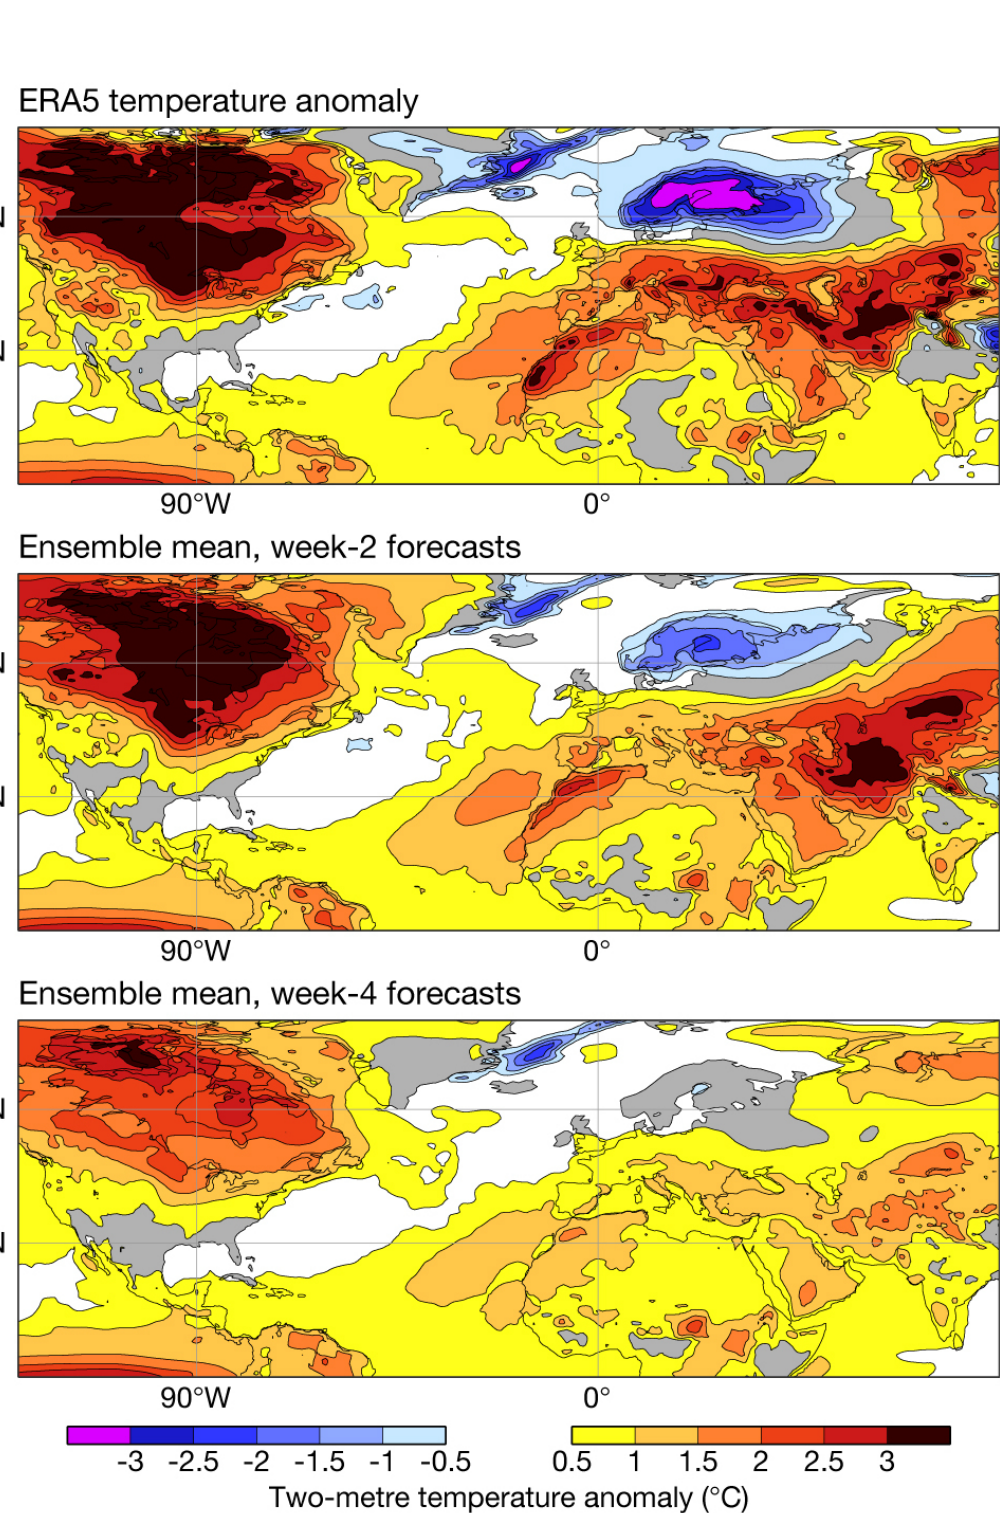 ERA5 temperature anomaly
N
N
90°W 0°
Ensemble mean, week-2 forecasts
N
N
90°W 0°
Ensemble mean, week-4 forecasts
N
N
90°W 0°
-3 -2.5 -2 -1.5 -1 -0.5 0.5 1 1.5 2 2.5 3
Two-metre temperature anomaly (°C)